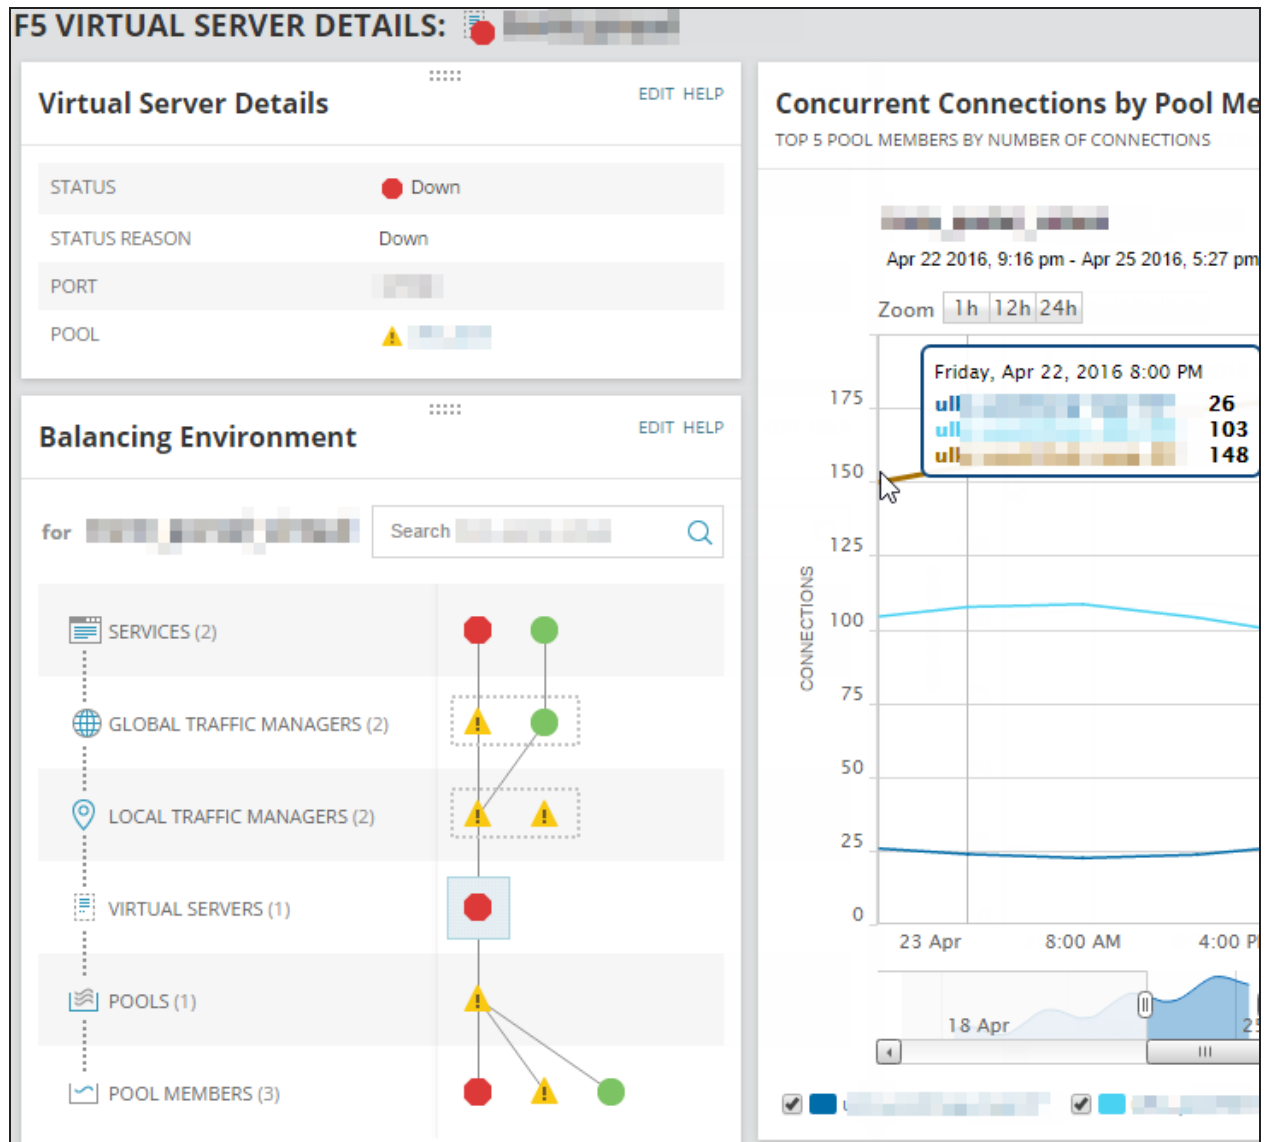 F5 VIRTUAL SERVER DETAILS:
Virtual Server Details
EDIT HELP
STATUS Down
STATUS REASON Down
PORT
POOL
Balancing Environment
EDIT HELP
for
Search
SERVICES (2)
GLOBAL TRAFFIC MANAGERS (2)
LOCAL TRAFFIC MANAGERS (2)
VIRTUAL SERVERS (1)
POOLS (1)
POOL MEMBERS (3)
Concurrent Connections by Pool Me
TOP 5 POOL MEMBERS BY NUMBER OF CONNECTIONS
Apr 22 2016, 9:16 pm - Apr 25 2016, 5:27 pm
Zoom 1h 12h 24h
Friday, Apr 22, 2016 8:00 PM
26
103
148
CONNECTIONS
175
150
125
100
75
50
25
0
23 Apr 8:00 AM 4:00 P
18 Apr 25